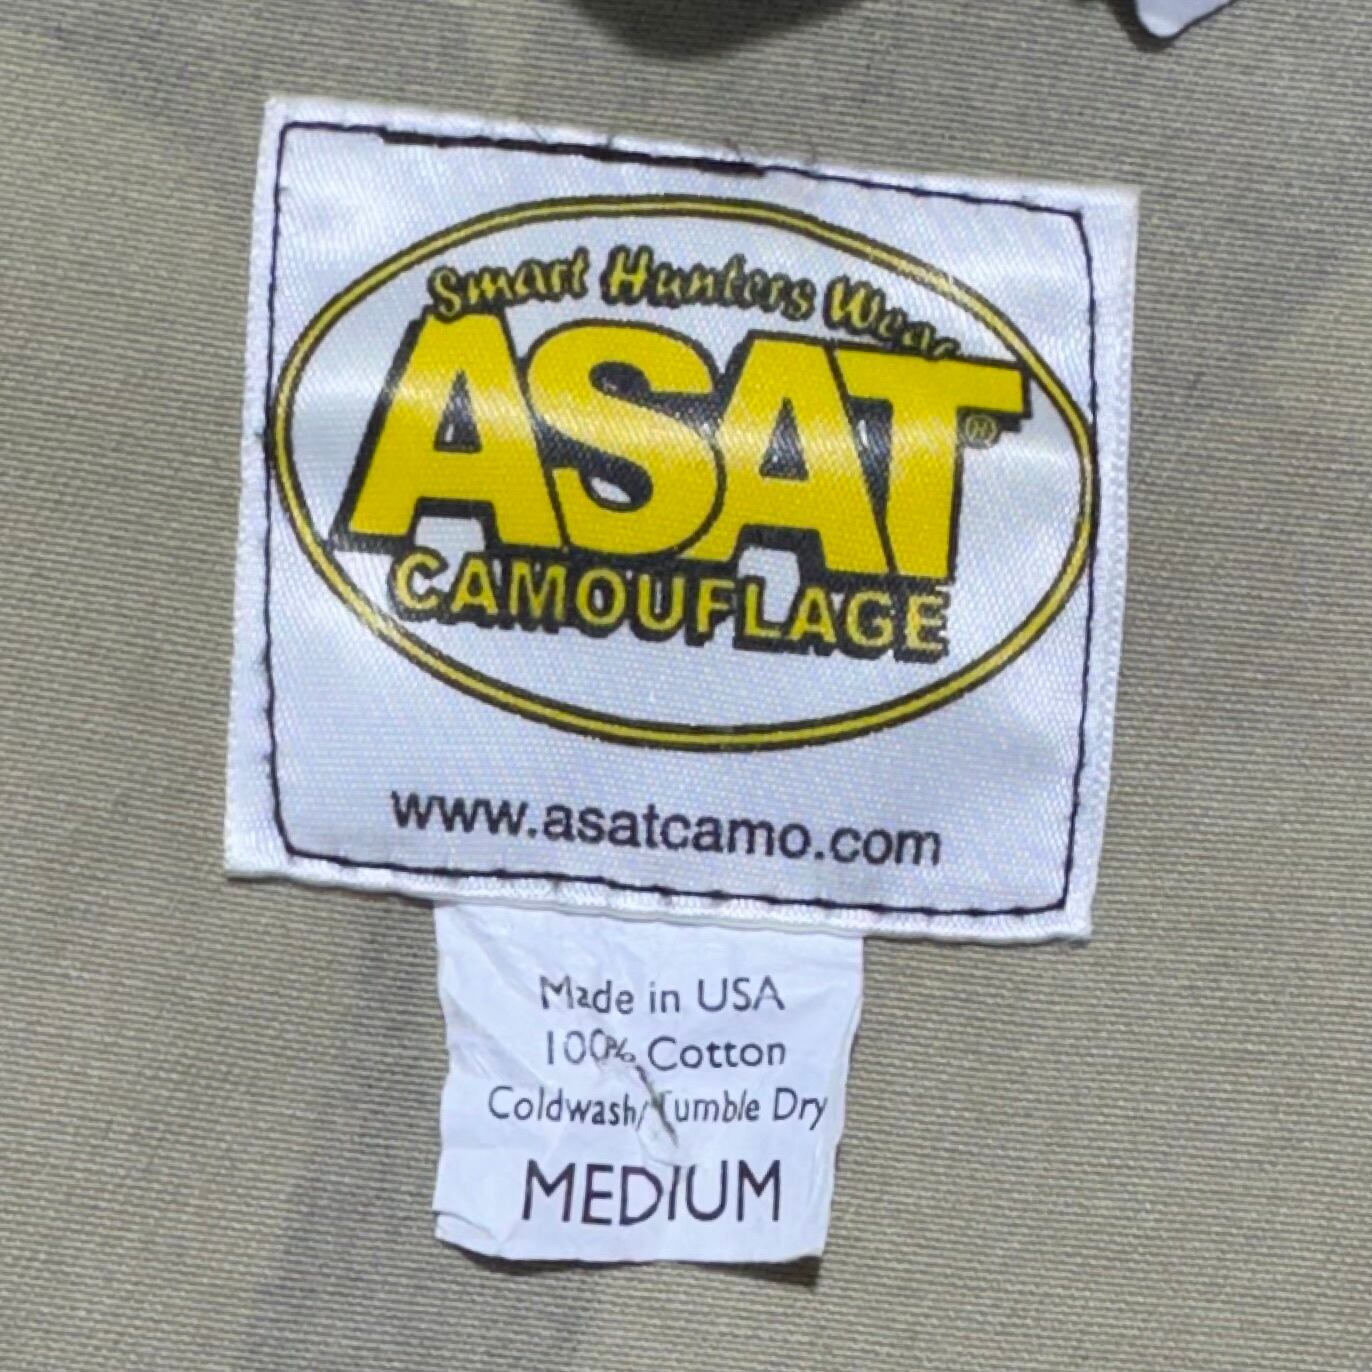 Smart Hunters Wear
ASAT®
CAMOUFLAGE
www.asatcamo.com
Made in USA
100% Cotton
Coldwash/Tumble Dry
MEDIUM